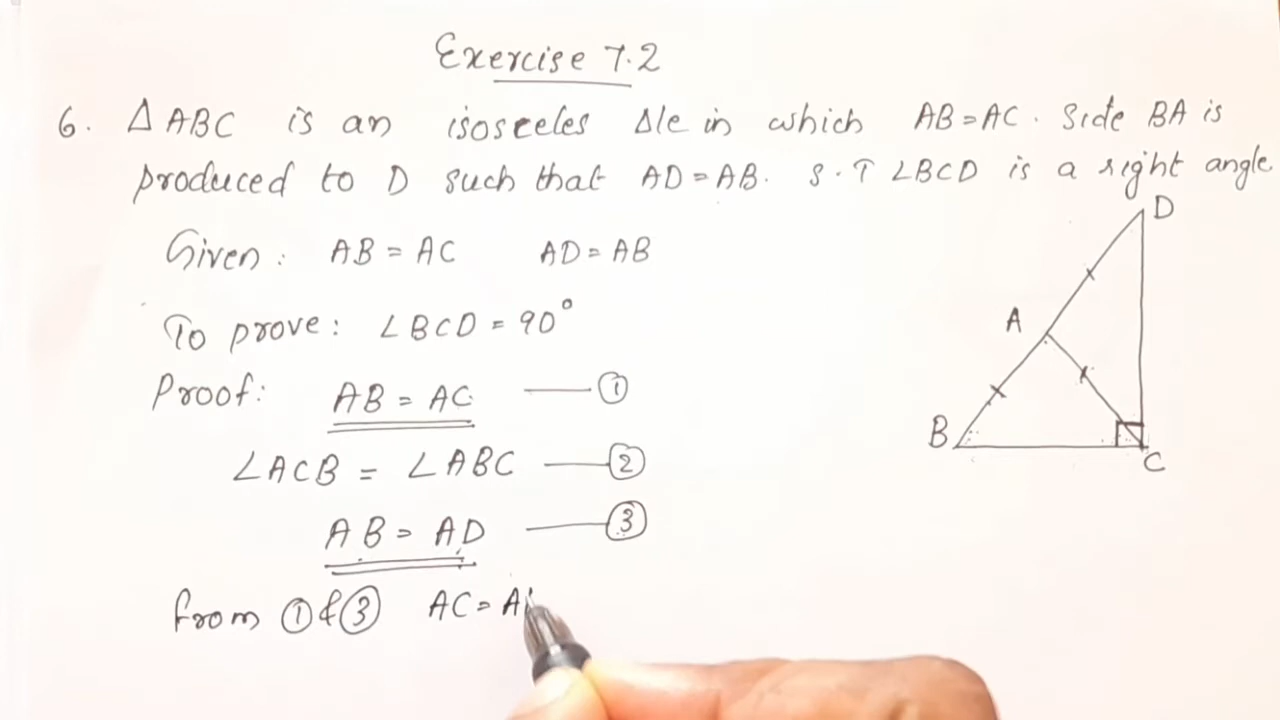 Exercise 7.2
6. △ABC is an isosceles △le in which AB=AC. Side BA is
produced to D such that AD=AB. S.T ∠BCD is a right angle
Given: AB = AC AD = AB
To prove: ∠BCD = 90°
Proof: AB = AC ①
∠ACB = ∠ABC ②
AB = AD ③
from ① & ③ AC = A
D
A
B
C